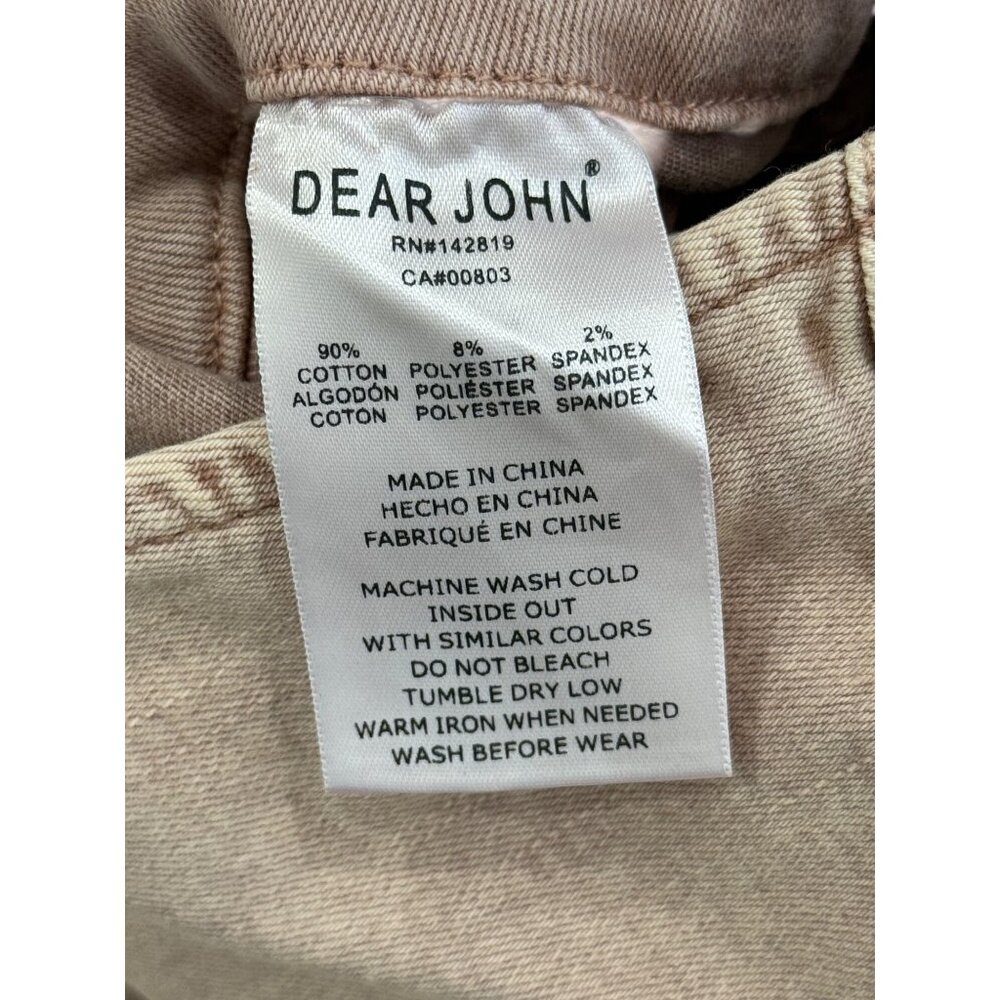 DEAR JOHN®
RN#142819
CA#00803
90% 8% 2%
COTTON POLYESTER SPANDEX
ALGODÓN POLIÉSTER SPANDEX
COTON POLYESTER SPANDEX
MADE IN CHINA
HECHO EN CHINA
FABRIQUÉ EN CHINE
MACHINE WASH COLD
INSIDE OUT
WITH SIMILAR COLORS
DO NOT BLEACH
TUMBLE DRY LOW
WARM IRON WHEN NEEDED
WASH BEFORE WEAR